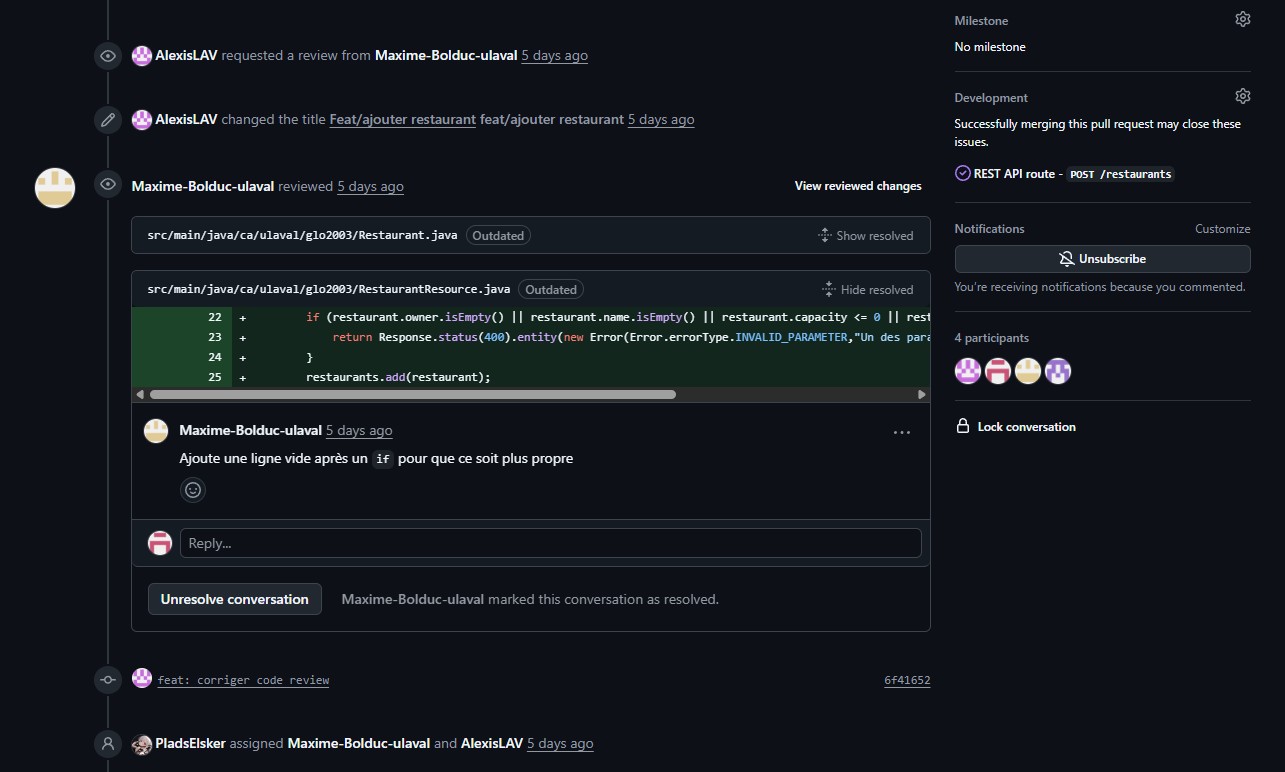 AlexisLAV requested a review from Maxime-Bolduc-ulaval 5 days ago
AlexisLAV changed the title Feat/ajouter restaurant feat/ajouter restaurant 5 days ago
Maxime-Bolduc-ulaval reviewed 5 days ago
View reviewed changes
src/main/java/ca/ulaval/glo2003/Restaurant.java Outdated
Show resolved
src/main/java/ca/ulaval/glo2003/RestaurantResource.java Outdated
Hide resolved
22 + if (restaurant.owner.isEmpty() || restaurant.name.isEmpty() || restaurant.capacity <= 0 || rest
23 + return Response.status(400).entity(new Error(Error.errorType.INVALID_PARAMETER,"Un des para
24 + }
25 + restaurants.add(restaurant);
Maxime-Bolduc-ulaval 5 days ago
...
Ajoute une ligne vide après un if pour que ce soit plus propre
Reply...
Unresolve conversation
Maxime-Bolduc-ulaval marked this conversation as resolved.
feat: corriger code review
6f41652
PladsElsker assigned Maxime-Bolduc-ulaval and AlexisLAV 5 days ago
Milestone
No milestone
Development
Successfully merging this pull request may close these
issues.
REST API route - POST /restaurants
Notifications
Customize
Unsubscribe
You're receiving notifications because you commented.
4 participants
Lock conversation